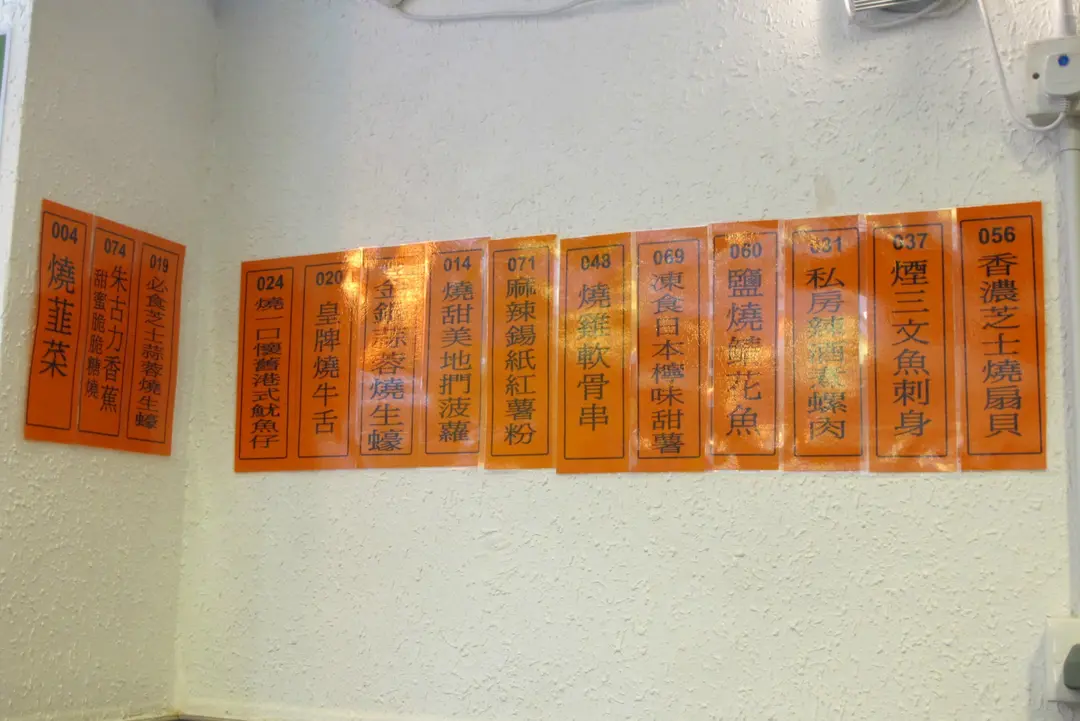 004
燒韮菜
074
朱古力香蕉
甜蜜脆脆糖燒
019
必食芝士蒜蓉燒生蠔
024
燒一口懷舊港式魷魚仔
020
皇牌燒牛舌
金銀蒜蓉燒生蠔
014
燒甜美地捫菠蘿
071
麻辣錫紙紅薯粉
048
燒雞軟骨串
069
凍食日本檸味甜薯
060
鹽燒 花魚
031
私房辣酒煮螺肉
037
煙三文魚刺身
056
香濃芝士燒扇貝